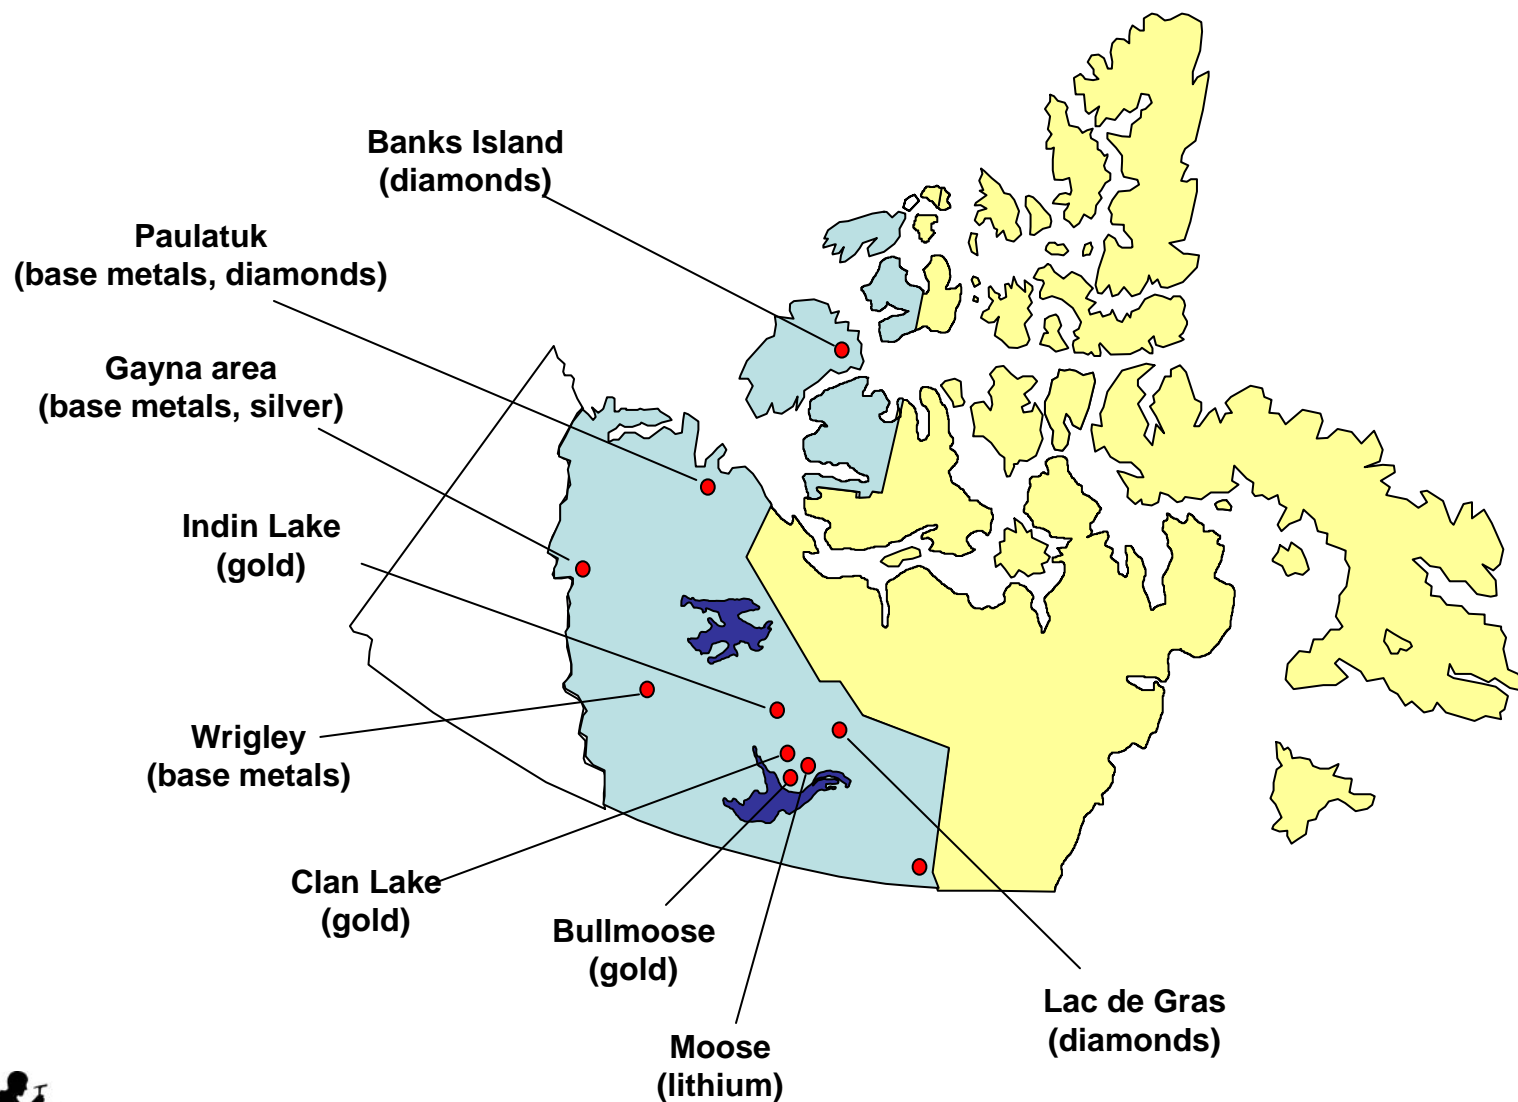 Banks Island
(diamonds)
Paulatuk
(base metals, diamonds)
Gayna area
(base metals, silver)
Indin Lake
(gold)
Wrigley
(base metals)
Clan Lake
(gold)
Bullmoose
(gold)
Moose
(lithium)
Lac de Gras
(diamonds)